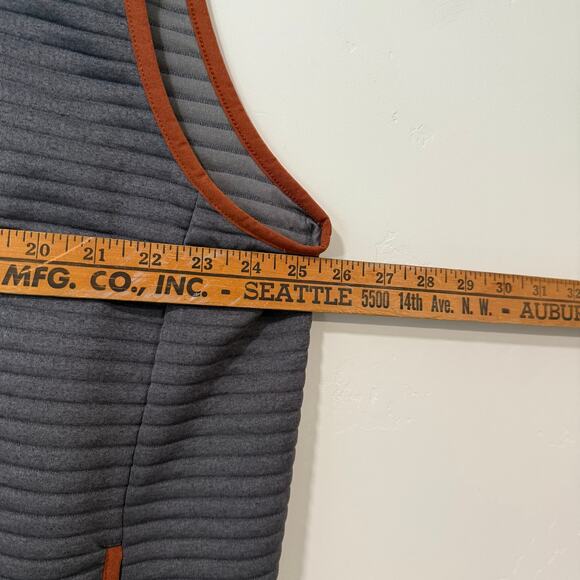 20 21 22 23 24 25 26 27 28 29 30 31 32
MFG. CO., INC. - SEATTLE 5500 14th Ave. N. W. - AUBU